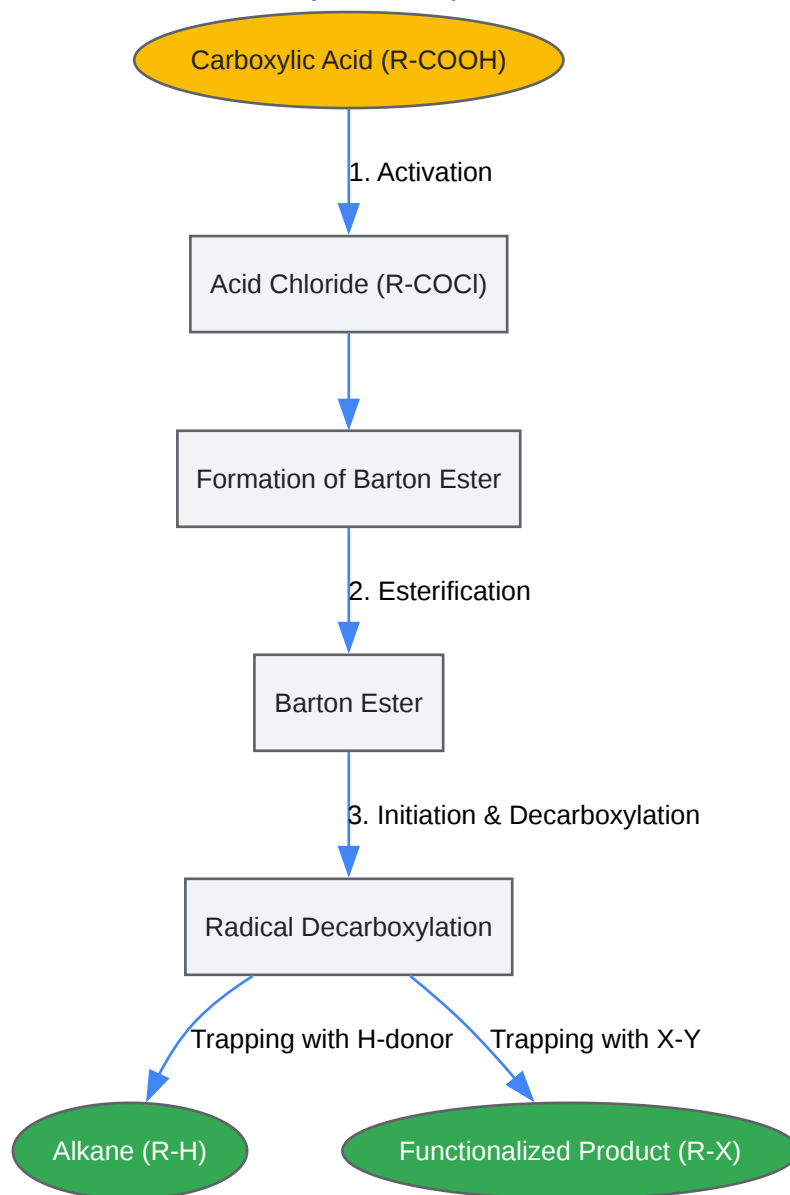 Carboxylic Acid (R-COOH)
1. Activation
Acid Chloride (R-COCl)
Formation of Barton Ester
2. Esterification
Barton Ester
3. Initiation & Decarboxylation
Radical Decarboxylation
Trapping with H-donor
Trapping with X-Y
Alkane (R-H)
Functionalized Product (R-X)